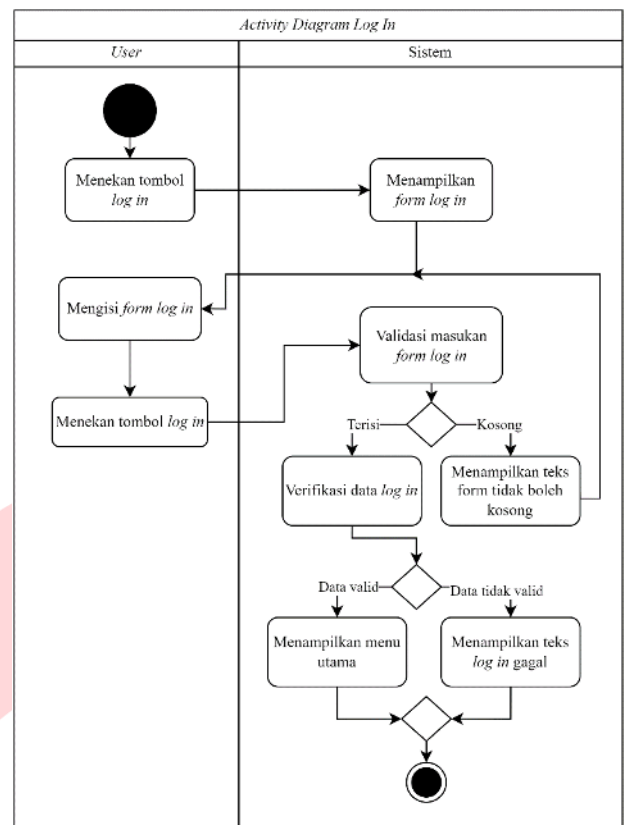 Activity Diagram Log In
User
Sistem
Menekan tombol
log in
Menampilkan
form log in
Mengisi form log in
Validasi masukan
form log in
Menekan tombol log in
Terisi
Kosong
Verifikasi data log in
Menampilkan teks
form tidak boleh
kosong
Data valid
Data tidak valid
Menampilkan menu
utama
Menampilkan teks
log in gagal